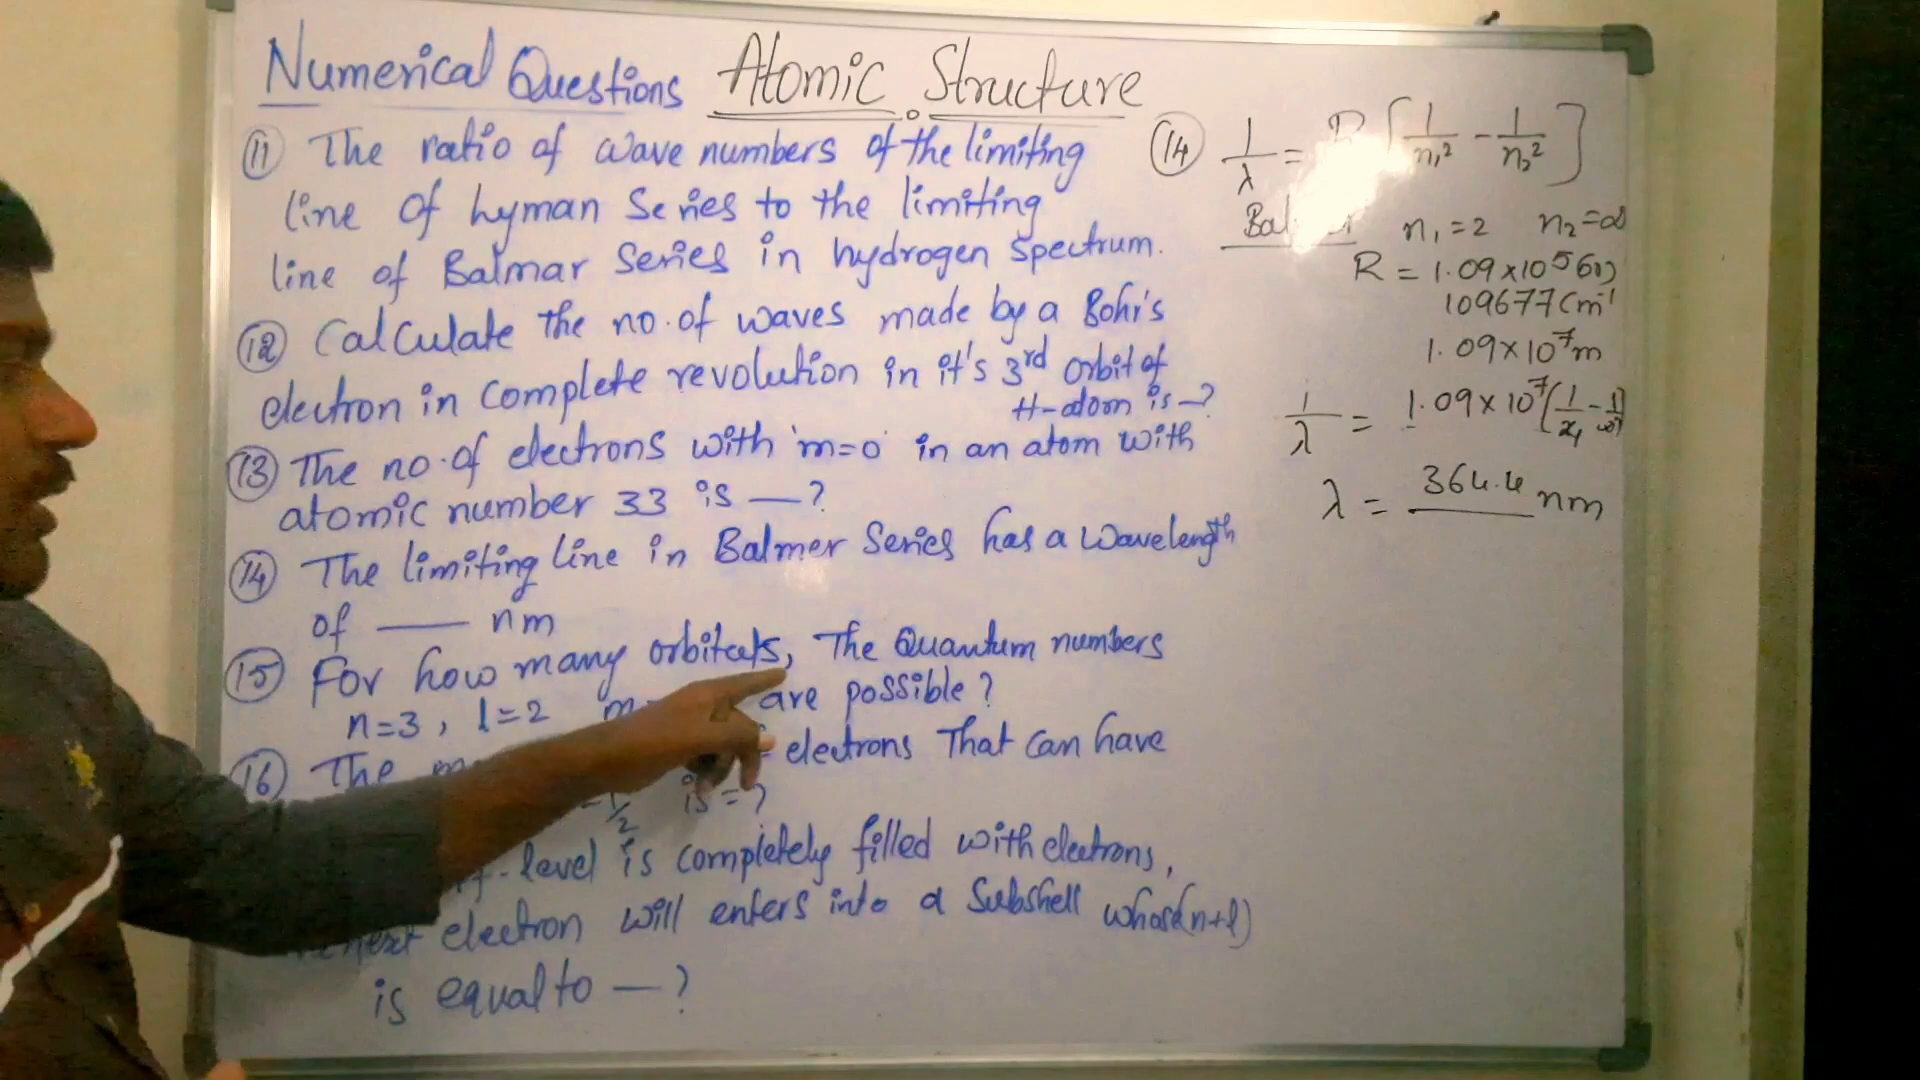 Numerical Questions Atomic Structure
(11) The ratio of wave numbers of the limiting
line of hyman Series to the limiting
line of Balmar Series in hydrogen spectrum.
(12) Calculate the no. of waves made by a Bohr's
electron in complete revolution in it's 3rd orbit of
H-atom is -?
(13) The no. of electrons with 'm=0' in an atom with
atomic number 33 is — ?
(14) The limiting line in Balmer Series has a wavelength
of —— nm
(15) For how many orbitals, The Quantum numbers
n=3, l=2 are possible?
(16) The electrons That can have
-1/2 is = ?
level is completely filled with electrons,
next electron will enters into a Subshell whose (n+l)
is equal to — ?
(14) 1/λ = R [1/n₁² - 1/n₂²]
n₁ = 2 n₂ = ∞
R = 1.09×10⁵
109677 cm⁻¹
1.09×10⁷ m
1/λ = 1.09×10⁷ (
λ = 364.4 nm